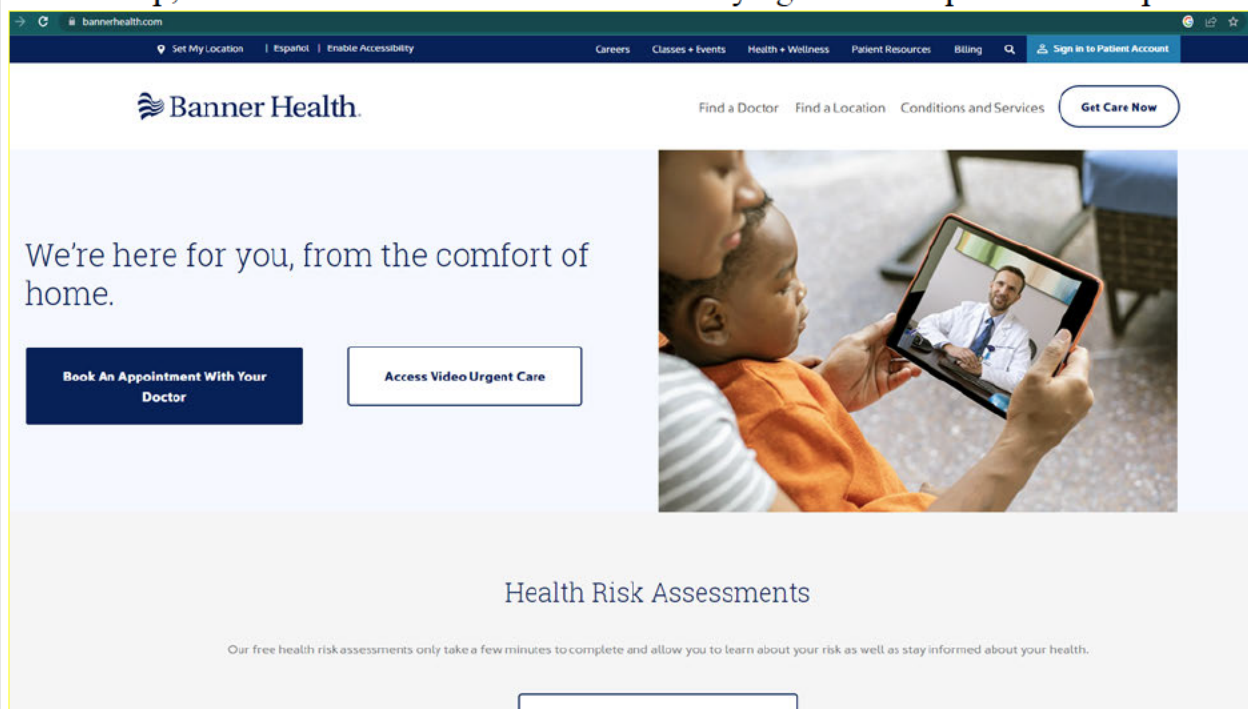 bannerhealth.com
Set My Location | Español | Enable Accessibility Careers Classes + Events Health + Wellness Patient Resources Billing Sign in to Patient Account
Banner Health. Find a Doctor Find a Location Conditions and Services Get Care Now
We're here for you, from the comfort of
home.
Book An Appointment With Your
Doctor
Access Video Urgent Care
Health Risk Assessments
Our free health risk assessments only take a few minutes to complete and allow you to learn about your risk as well as stay informed about your health.